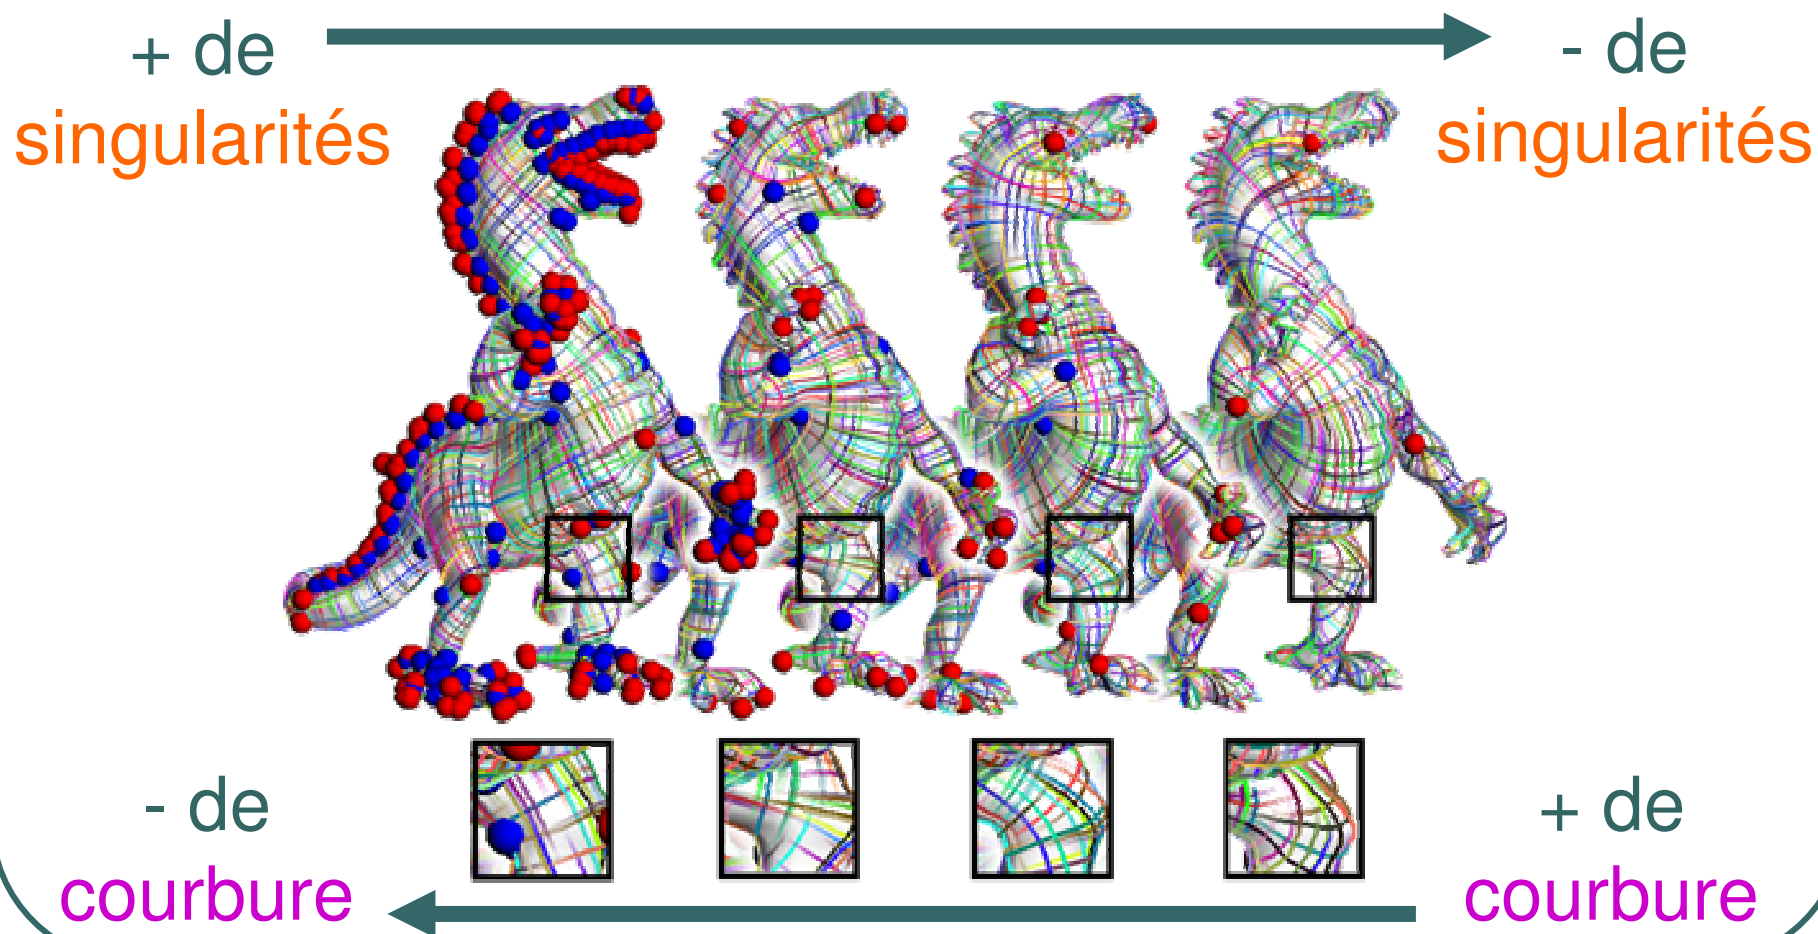 + de
singularités
- de
singularités
- de
courbure
+ de
courbure